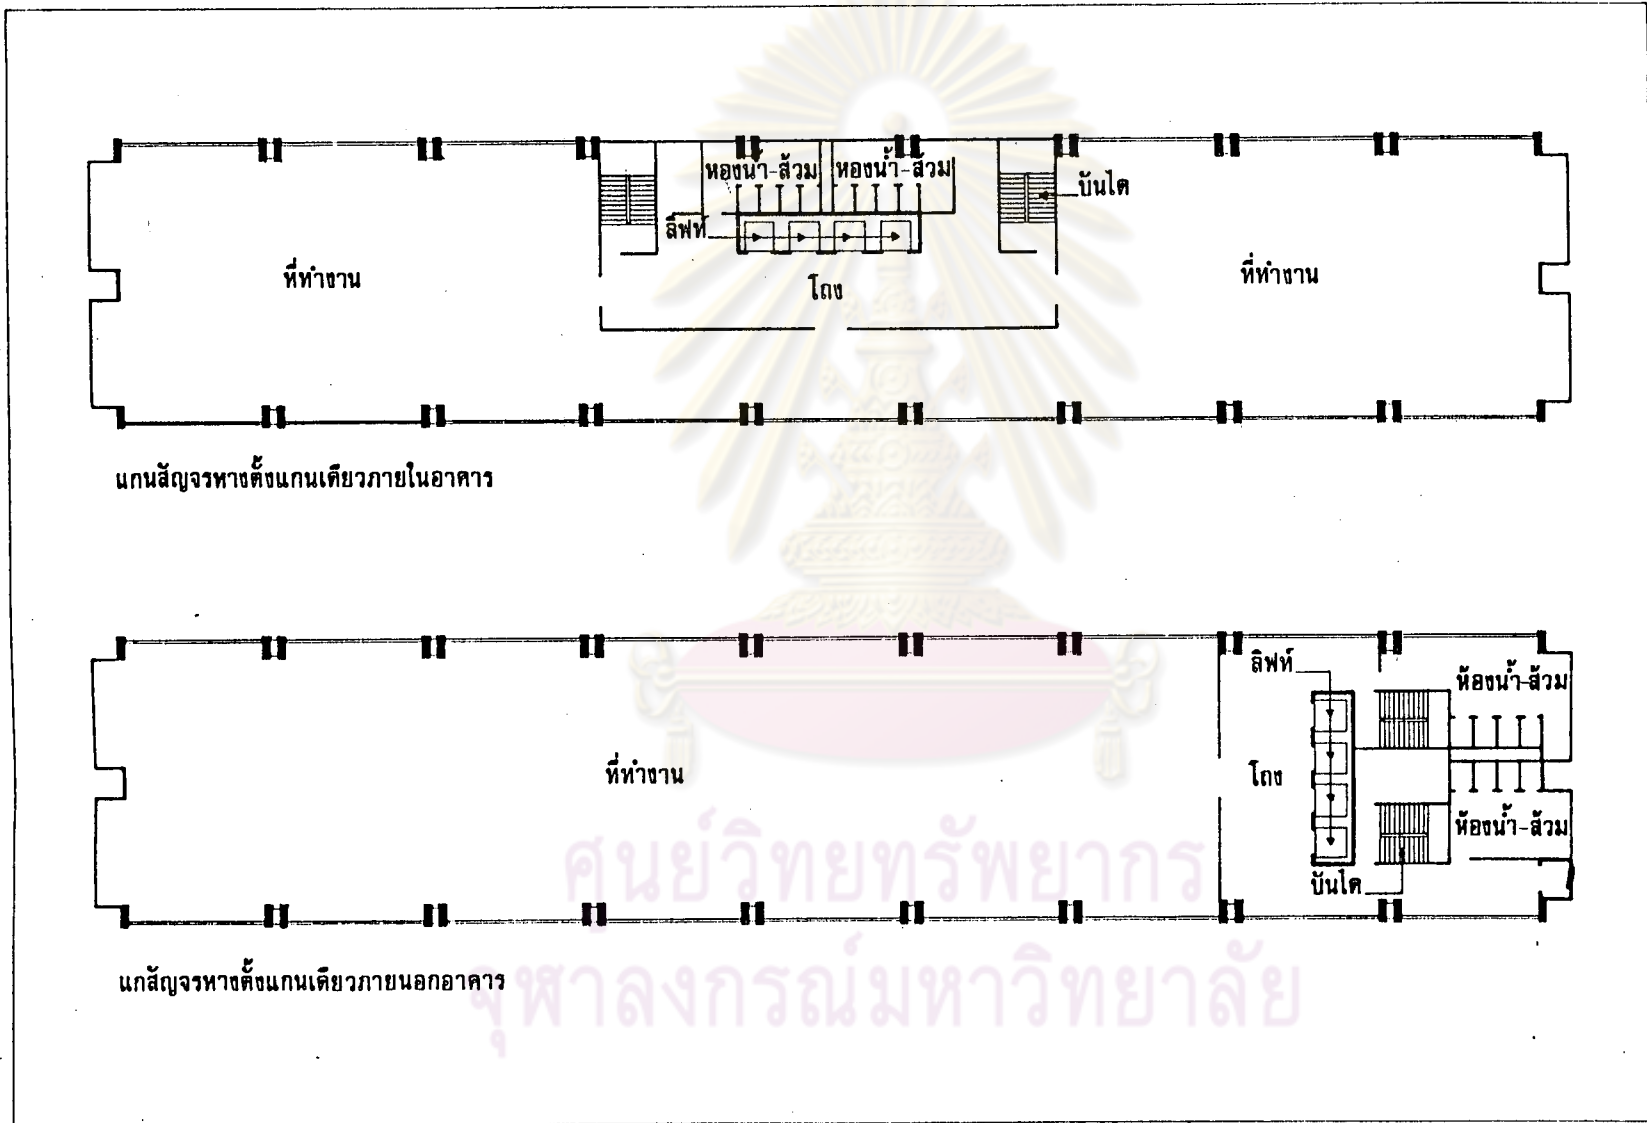 ห้องน้ำ-ส้วม ห้องน้ำ-ส้วม
บันได
ลิฟท์
ที่ทำงาน
โถง
ที่ทำงาน
แกนสัญจรทางตั้งแกนเดียวภายในอาคาร
ลิฟท์
ห้องน้ำ-ส้วม
ที่ทำงาน
โถง
ห้องน้ำ-ส้วม
บันได
แกสัญจรทางตั้งแกนเดียวภายนอกอาคาร
ศูนย์วิทยทรัพยากร
จุฬาลงกรณ์มหาวิทยาลัย